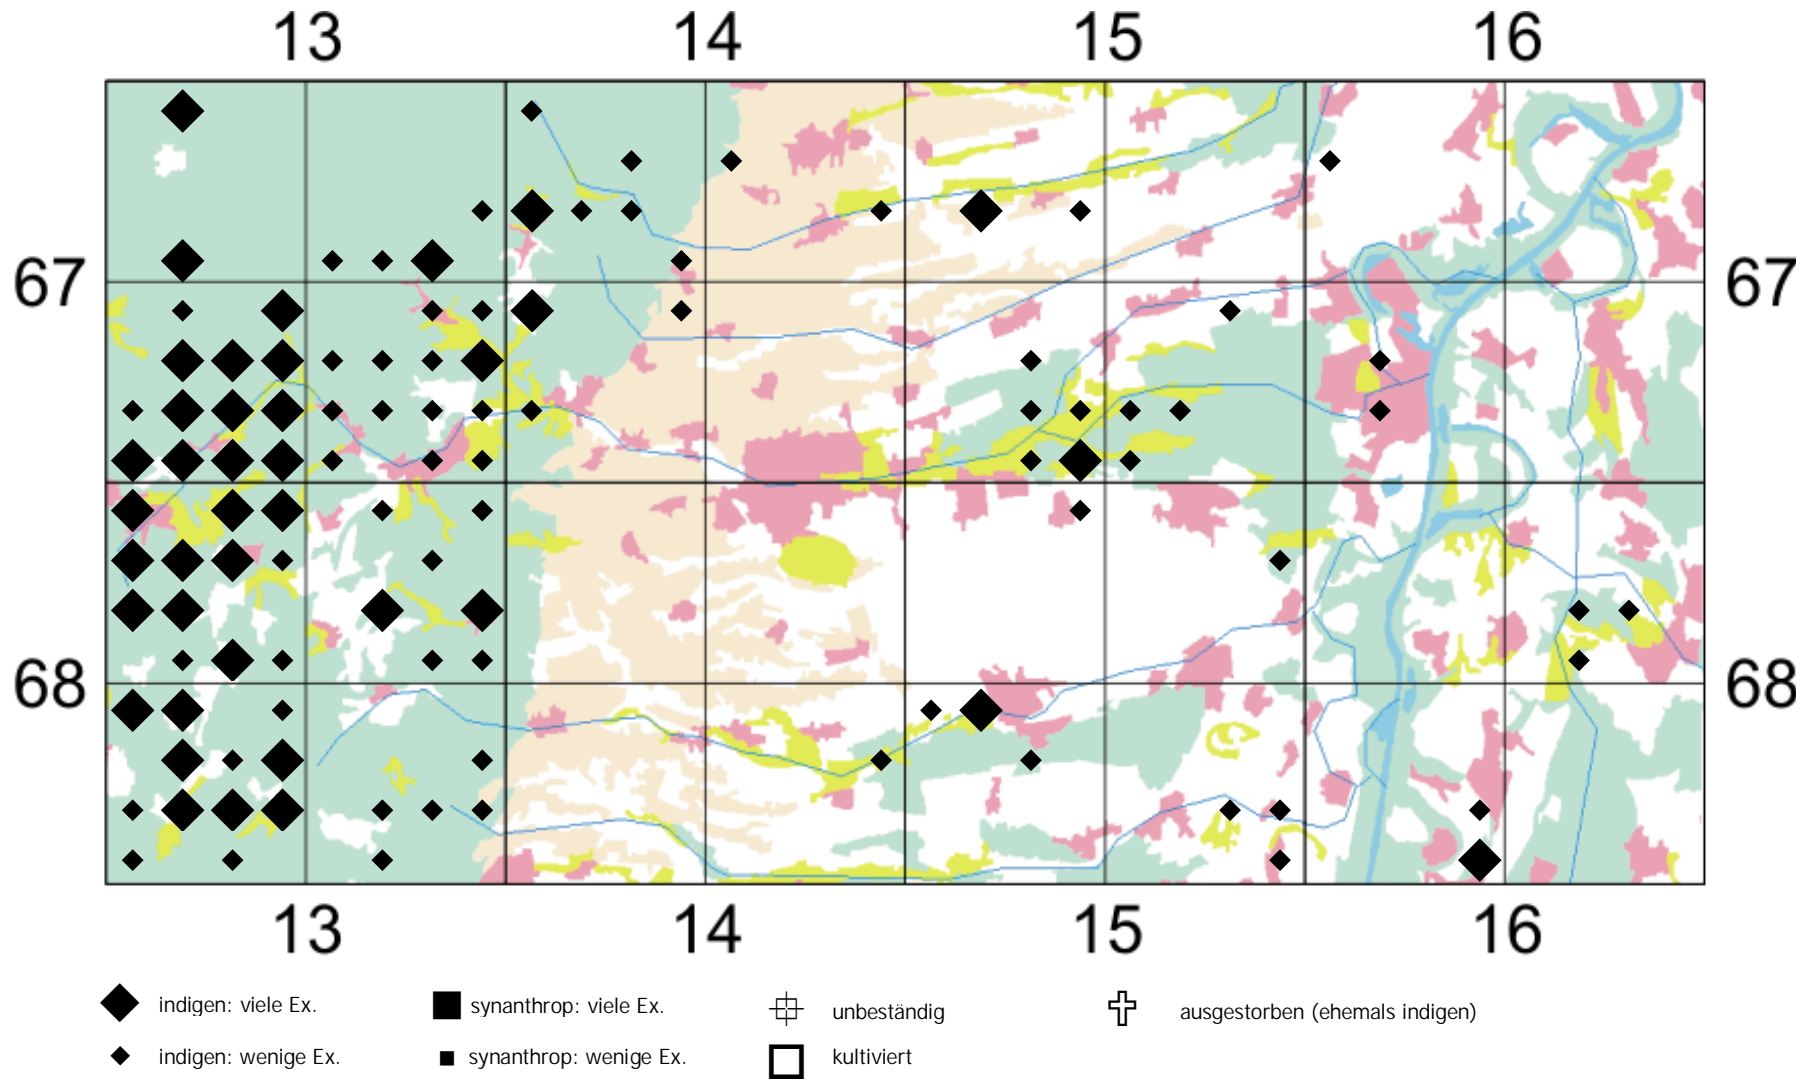 13 14 15 16
67 67
68 68
13 14 15 16
indigen: viele Ex. synanthrop: viele Ex. unbeständig ausgestorben (ehemals indigen)
indigen: wenige Ex. synanthrop: wenige Ex. kultiviert